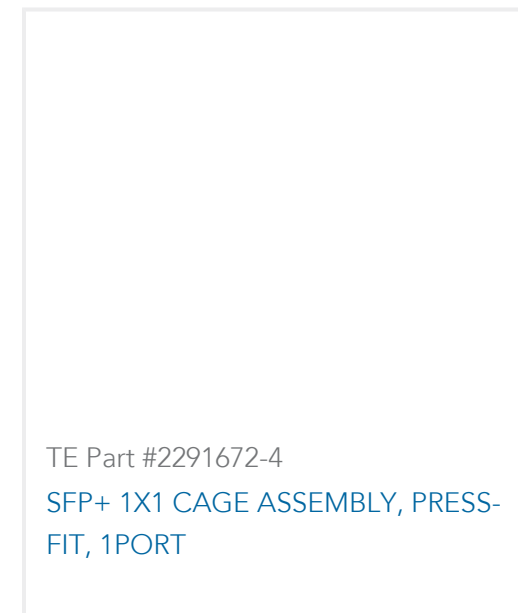 TE Part #2291672-4
SFP+ 1X1 CAGE ASSEMBLY, PRESS-
FIT, 1PORT